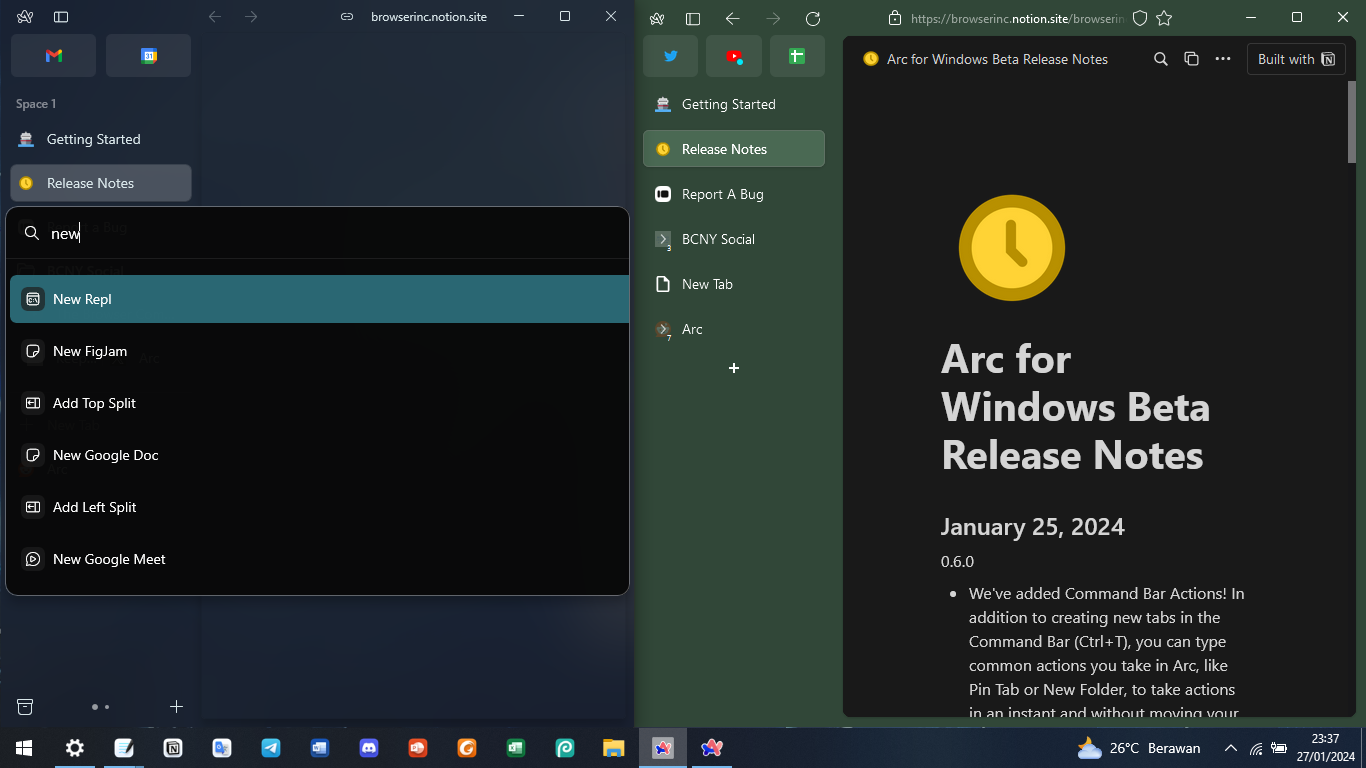 browserinc.notion.site
Space 1
Getting Started
Release Notes
new
New Repl
New FigJam
Add Top Split
New Google Doc
Add Left Split
New Google Meet
https://browserinc.notion.site/browserin
Getting Started
Release Notes
Report A Bug
BCNY Social
3
New Tab
Arc
7
Arc for Windows Beta Release Notes
Built with
Arc for
Windows Beta
Release Notes
January 25, 2024
0.6.0
• We've added Command Bar Actions! In
addition to creating new tabs in the
Command Bar (Ctrl+T), you can type
common actions you take in Arc, like
Pin Tab or New Folder, to take actions
in an instant and without moving your
26°C Berawan
23:37
27/01/2024